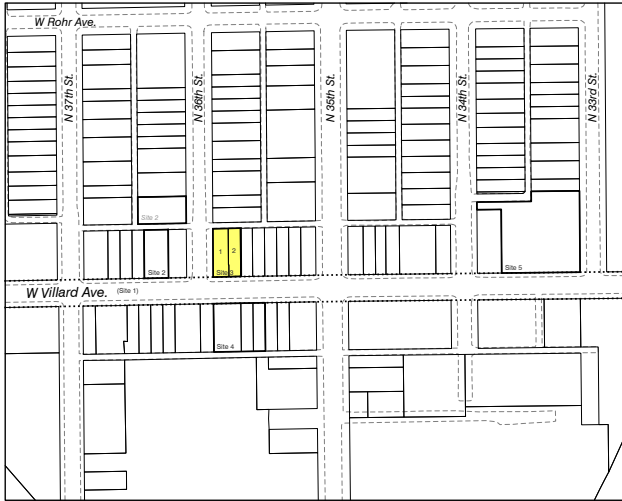 W Rohr Ave.
N 37th St.
N 36th St.
N 35th St.
N 34th St.
N 33rd St.
Site 2
1 2
Site 2
Site 3
Site 5
W Villard Ave.
(Site 1)
Site 4